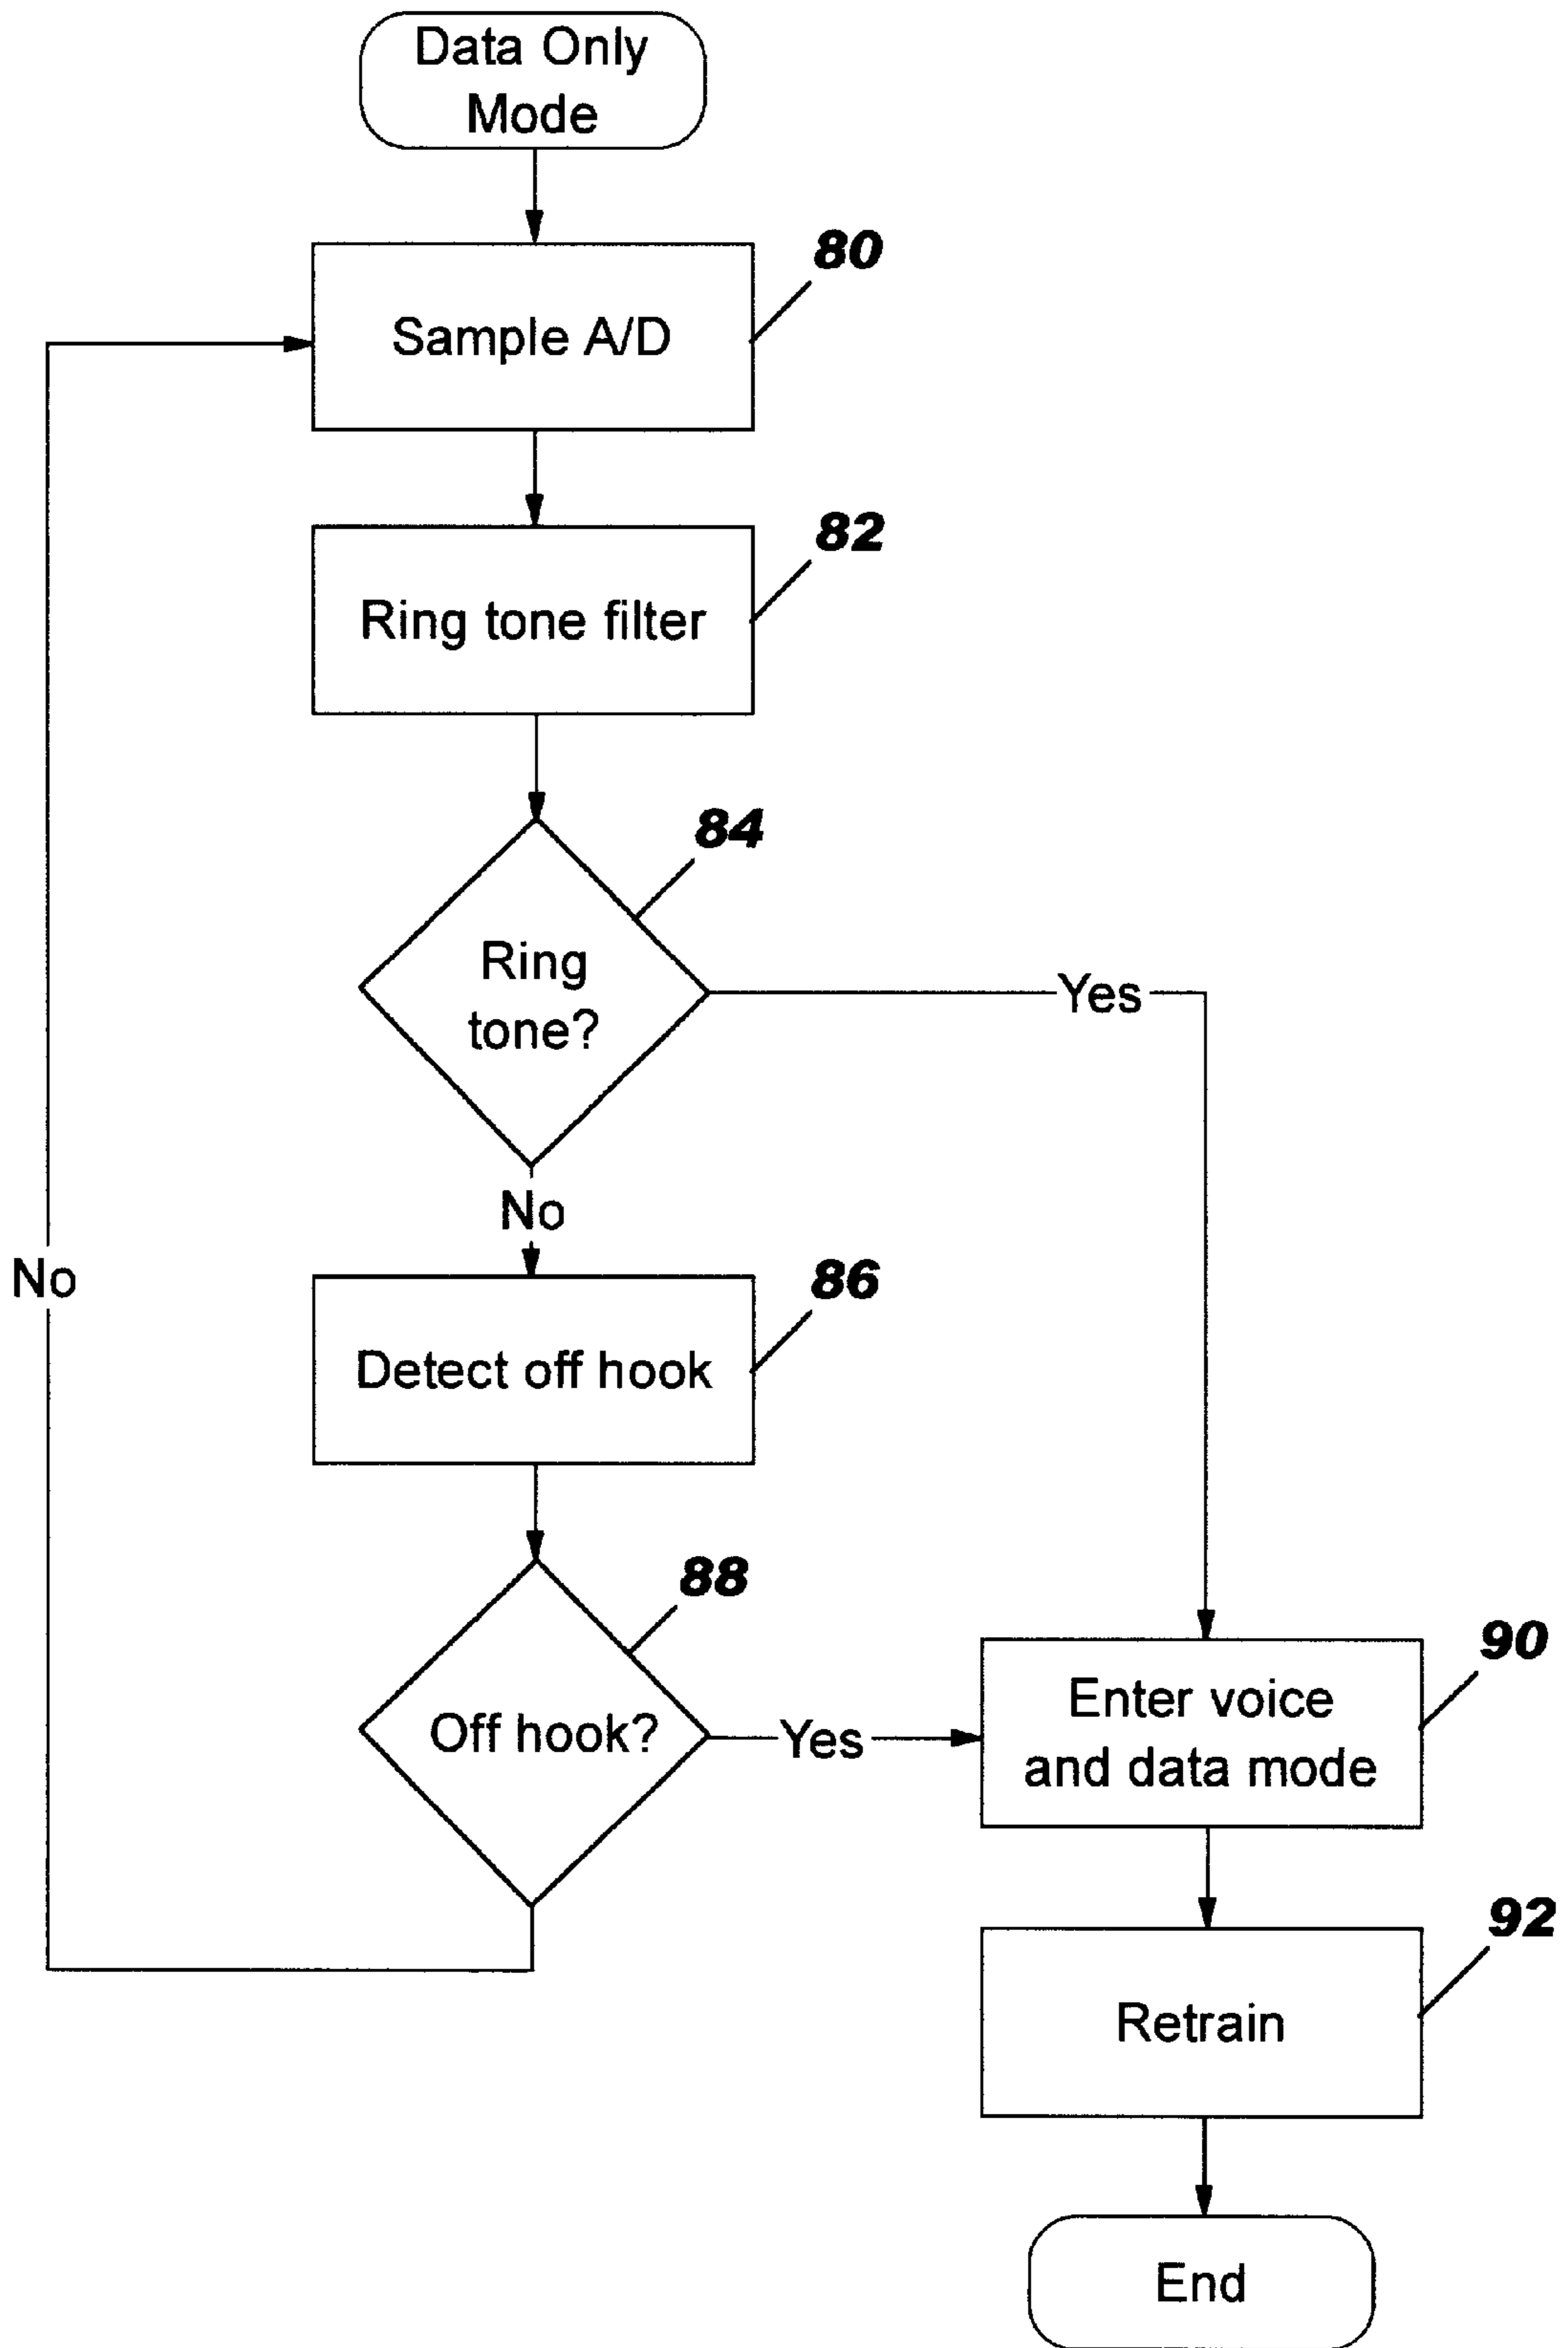 Data Only
Mode
80
Sample A/D
82
Ring tone filter
84
Ring
tone?
Yes
No
No
86
Detect off hook
88
Off hook?
Yes
90
Enter voice
and data mode
92
Retrain
End